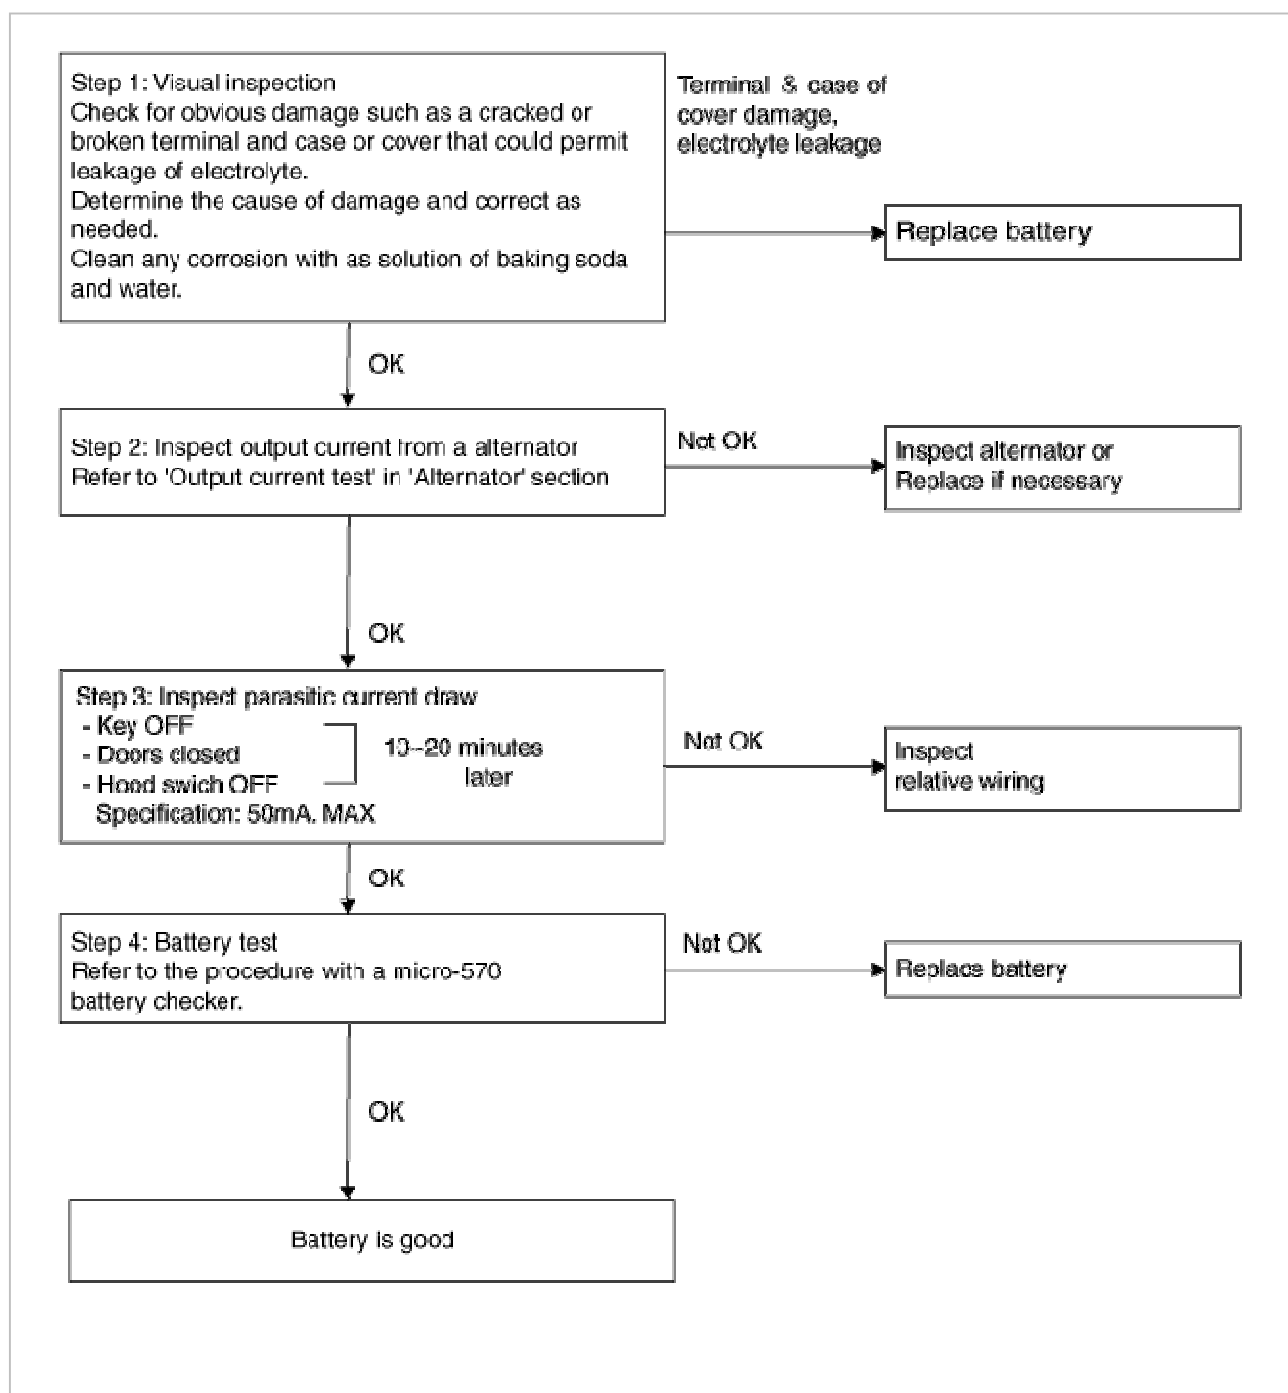 Step 1: Visual inspection
Check for obvious damage such as a cracked or
broken terminal and case or cover that could permit
leakage of electrolyte.
Determine the cause of damage and correct as
needed.
Clean any corrosion with as solution of baking soda
and water.
Terminal & case of
cover damage,
electrolyte leakage
Replace battery
OK
Step 2: Inspect output current from a alternator
Refer to 'Output current test' in 'Alternator' section
Not OK
Inspect alternator or
Replace if necessary
OK
Step 3: Inspect parasitic current draw
- Key OFF
- Doors closed
- Hood swich OFF
10~20 minutes
later
Specification: 50mA. MAX
Not OK
Inspect
relative wiring
OK
Step 4: Battery test
Refer to the procedure with a micro-570
battery checker.
Not OK
Replace battery
OK
Battery is good